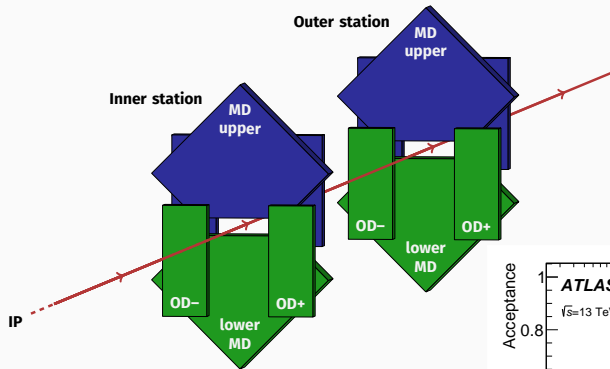 Outer station
MD
upper
Inner station
MD
upper
OD–
OD+
lower
MD
OD–
OD+
lower
MD
IP
Acceptance
1
ATLAS
√s=13 TeV
0.8